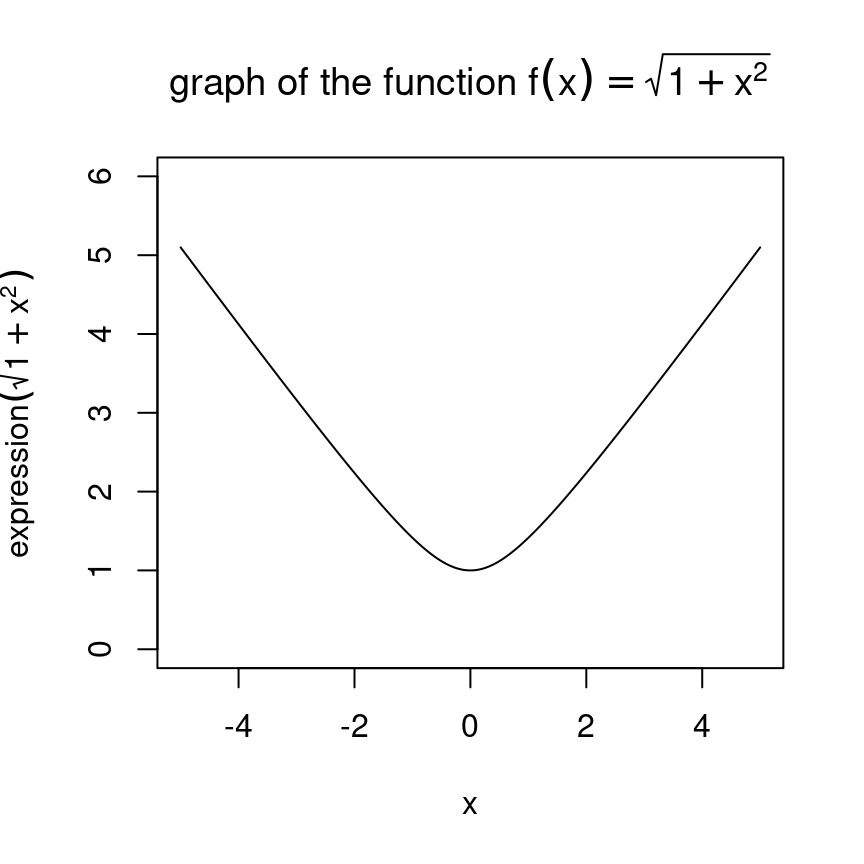 graph of the function f(x) = √1 + x²
expression(√1 + x²)
6
5
4
3
2
1
0
-4 -2 0 2 4
x